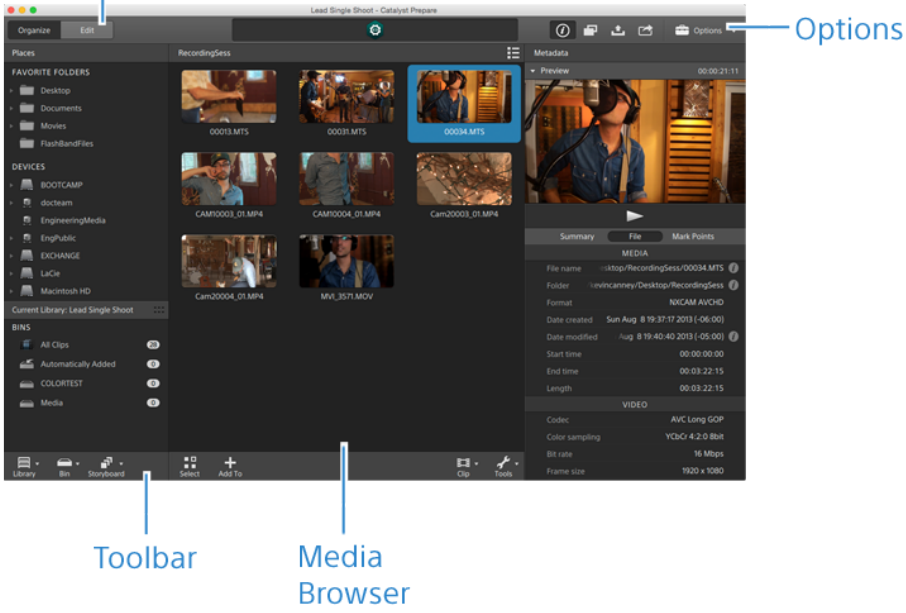 Lead Single Shoot - Catalyst Prepare
Organize Edit
Options
Options
Places
RecordingSess
Metadata
FAVORITE FOLDERS
Desktop
Documents
Movies
FlashBandFiles
DEVICES
BOOTCAMP
docteam
EngineeringMedia
EngPublic
EXCHANGE
LaCie
Macintosh HD
Current Library: Lead Single Shoot
BINS
All Clips 28
Automatically Added 0
COLORTEST 0
Media 0
00013.MTS
00031.MTS
00034.MTS
CAM10003_01.MP4
CAM10004_01.MP4
Cam20003_01.MP4
Cam20004_01.MP4
MVI_3571.MOV
Preview 00:00:21:11
Summary File Mark Points
MEDIA
File name sktop/RecordingSess/00034.MTS
Folder evincanney/Desktop/RecordingSess
Format NXCAM AVCHD
Date created Sun Aug 8 19:37:17 2013 (-06:00)
Date modified Aug 8 19:40:40 2013 (-05:00)
Start time 00:00:00:00
End time 00:03:22:15
Length 00:03:22:15
VIDEO
Codec AVC Long GOP
Color sampling YCbCr 4:2:0 8bit
Bit rate 16 Mbps
Frame size 1920 x 1080
Library Bin Storyboard
Select Add To
Clip Tools
Toolbar
Media
Browser